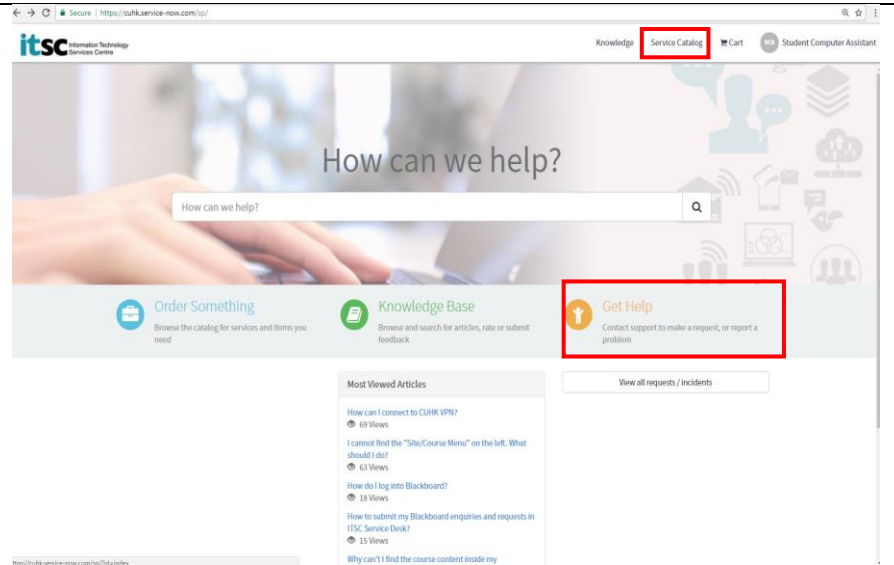 Secure | https://cuhk.service-now.com/sp/
itsc Information Technology
Services Centre
Knowledge Service Catalog Cart SCA Student Computer Assistant
How can we help?
How can we help?
Order Something
Browse the catalog for services and items you
need
Knowledge Base
Browse and search for articles, rate or submit
feedback
Get Help
Contact support to make a request, or report a
problem
Most Viewed Articles
View all requests / incidents
How can I connect to CUHK VPN?
69 Views
I cannot find the "Site/Course Menu" on the left. What
should I do?
63 Views
How do I log into Blackboard?
18 Views
How to submit my Blackboard enquiries and requests in
ITSC Service Desk?
15 Views
Why can't I find the course content inside my